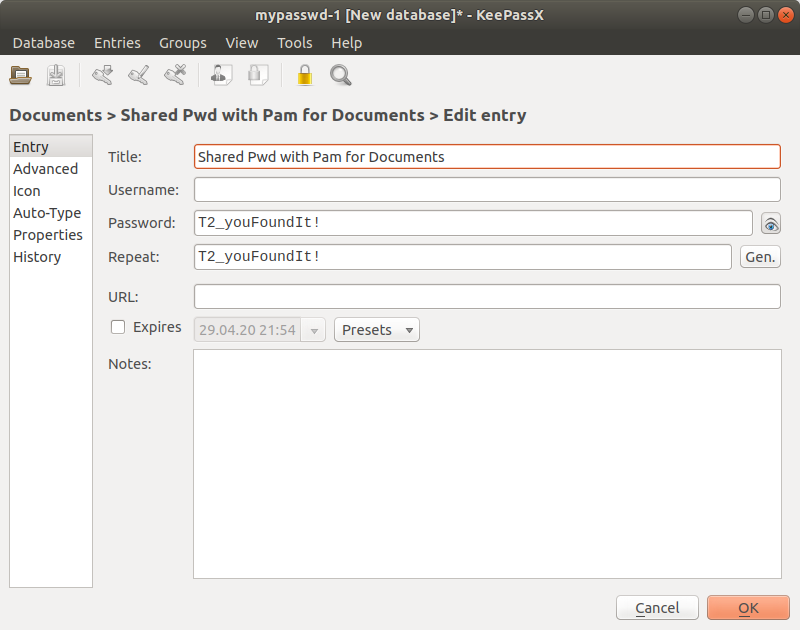 mypasswd-1 [New database]* - KeePassX
Database Entries Groups View Tools Help
Documents > Shared Pwd with Pam for Documents > Edit entry
Entry
Advanced
Icon
Auto-Type
Properties
History
Title: Shared Pwd with Pam for Documents
Username:
Password: T2_youFoundIt!
Repeat: T2_youFoundIt! Gen.
URL:
Expires 29.04.20 21:54 Presets
Notes:
Cancel OK